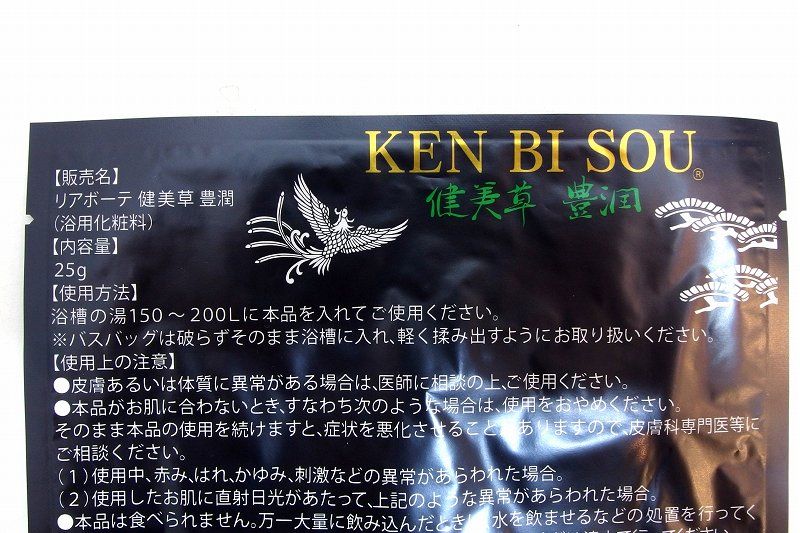 KEN BI SOU®
健美草 豊潤
【販売名】
リアボーテ 健美草 豊潤
(浴用化粧料)
【内容量】
25g
【使用方法】
浴槽の湯150～200Lに本品を入れてご使用ください。
※バスバッグは破らずそのまま浴槽に入れ、軽く揉み出すようにお取り扱いください。
【使用上の注意】
●皮膚あるいは体質に異常がある場合は、医師に相談の上、ご使用ください。
●本品がお肌に合わないとき、すなわち次のような場合は、使用をおやめください。
そのまま本品の使用を続けますと、症状を悪化させることがありますので、皮膚科専門医等に
ご相談ください。
(1)使用中、赤み、はれ、かゆみ、刺激などの異常があらわれた場合。
(2)使用したお肌に直射日光があたって、上記のような異常があらわれた場合。
●本品は食べられません。万一大量に飲み込んだときは、水を飲ませるなどの処置を行ってく